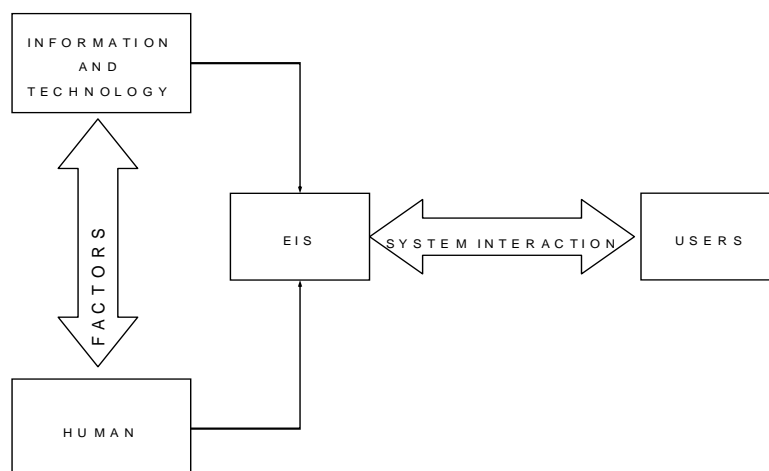 INFORMATION
AND
TECHNOLOGY
FACTORS
EIS
SYSTEM INTERACTION
USERS
HUMAN